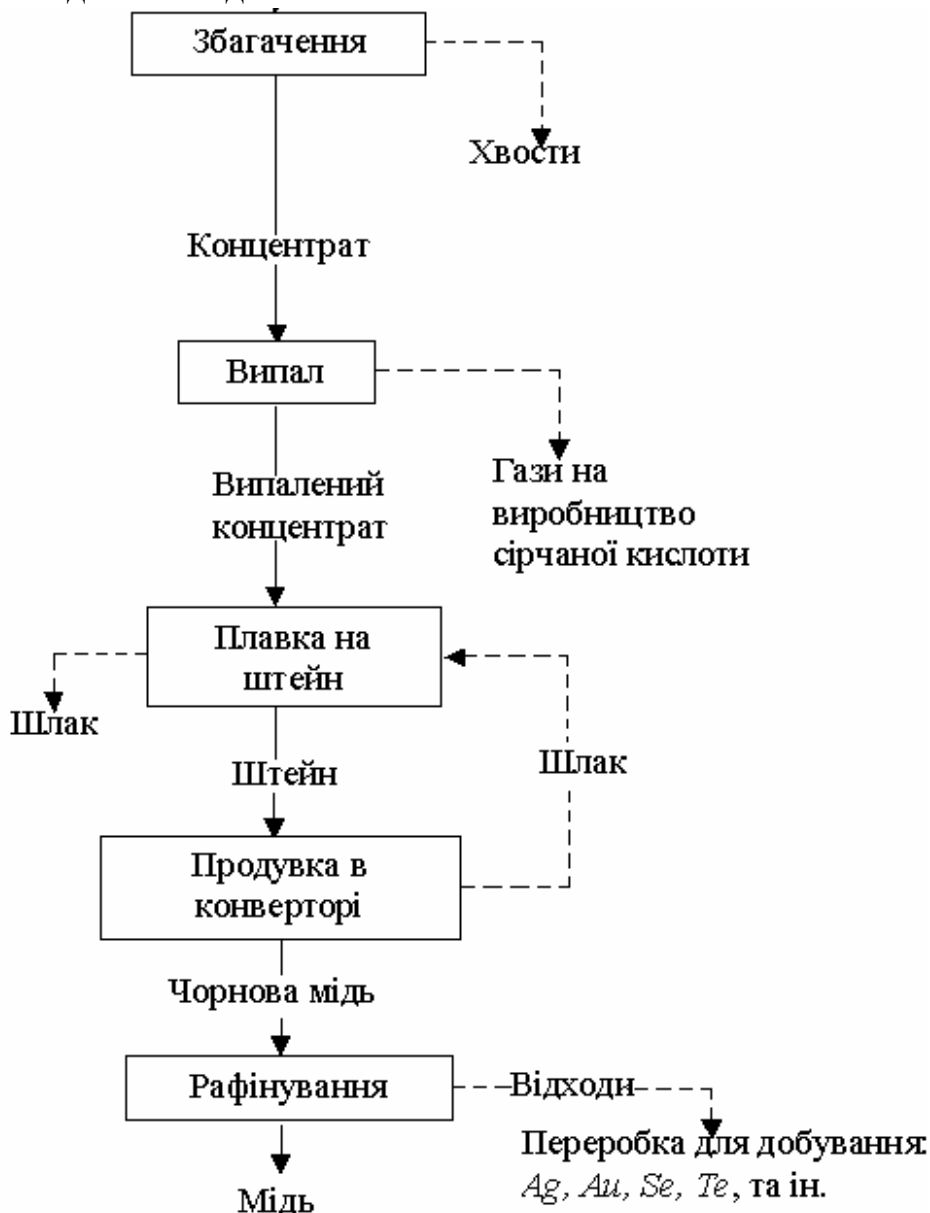 Збагачення
Хвости
Концентрат
Випал
Випалений
концентрат
Гази на
виробництво
сірчаної кислоти
Плавка на
штейн
Шлак
Штейн
Шлак
Продувка в
конверторі
Чорнова мідь
Рафінування
Відходи
Переробка для добування:
Ag, Au, Se, Te, та ін.
Мідь